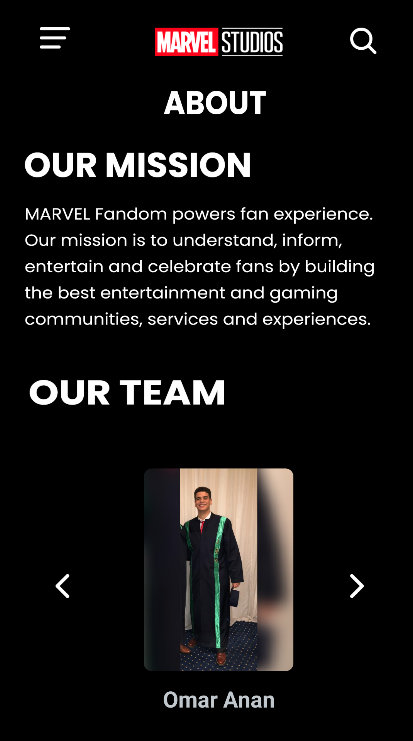 MARVEL STUDIOS
ABOUT
OUR MISSION
MARVEL Fandom powers fan experience.
Our mission is to understand, inform,
entertain and celebrate fans by building
the best entertainment and gaming
communities, services and experiences.
OUR TEAM
Omar Anan